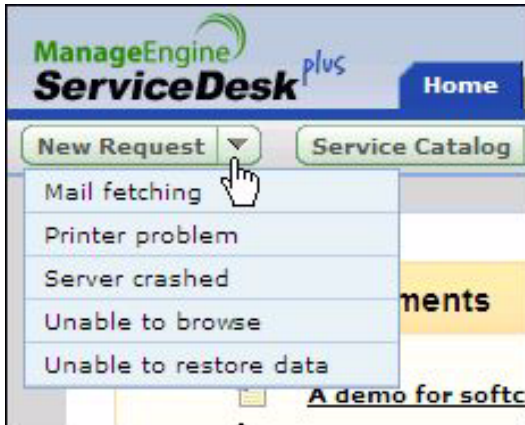 ManageEngine
ServiceDesk plus
Home
New Request
Service Catalog
Mail fetching
Printer problem
Server crashed
Unable to browse
Unable to restore data
ments
A demo for softc